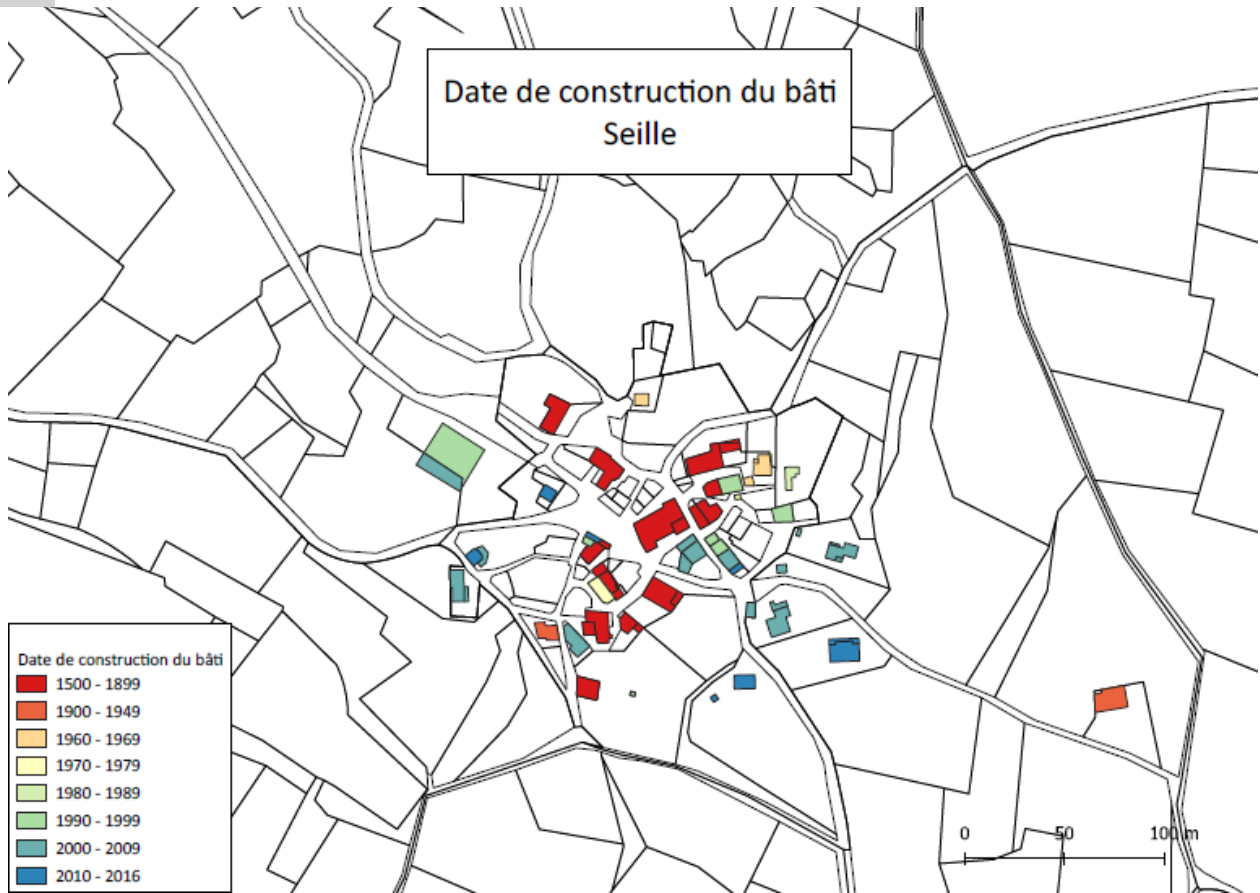 Date de construction du bâti
Seille
Date de construction du bâti
1500 - 1899
1900 - 1949
1960 - 1969
1970 - 1979
1980 - 1989
1990 - 1999
2000 - 2009
2010 - 2016
0 50 100 m